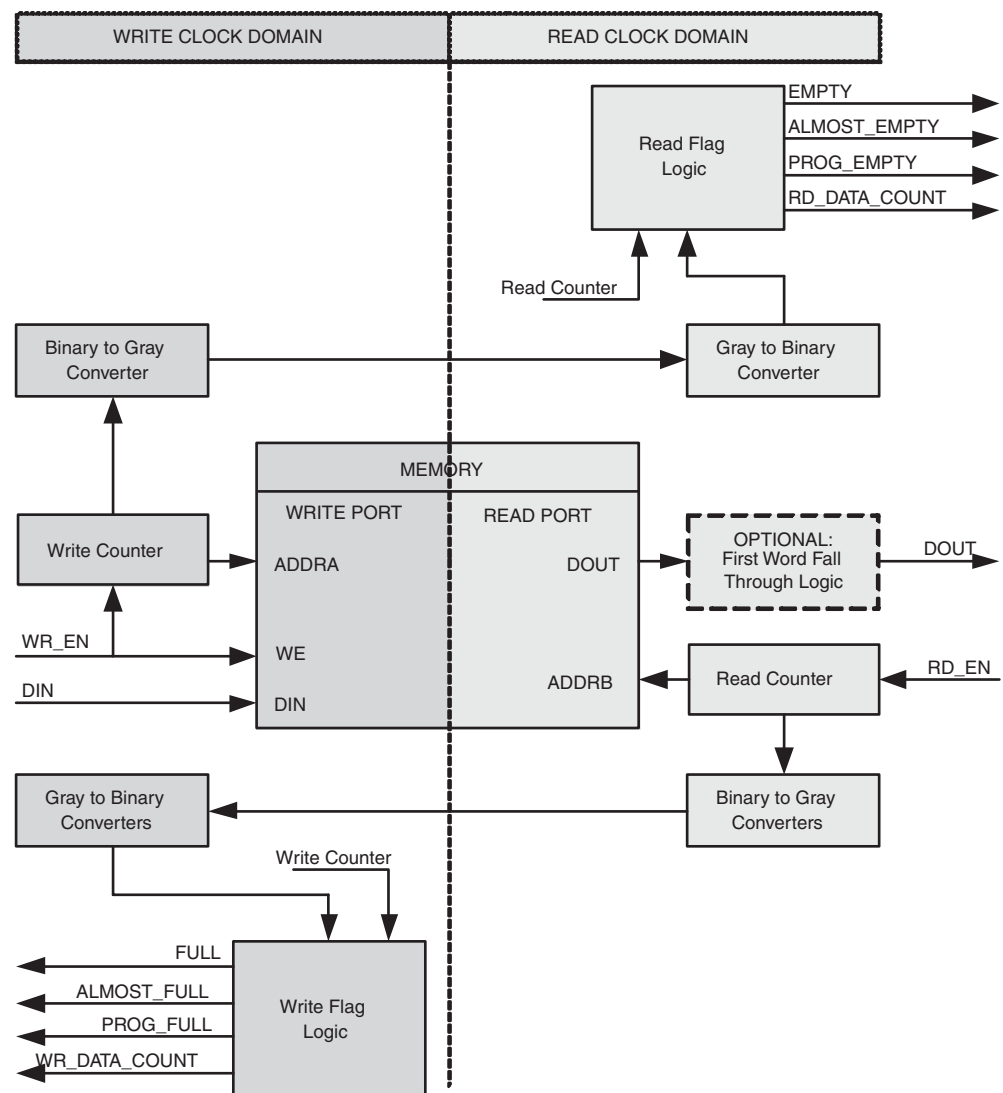 WRITE CLOCK DOMAIN
READ CLOCK DOMAIN
EMPTY
ALMOST_EMPTY
PROG_EMPTY
RD_DATA_COUNT
Read Flag
Logic
Read Counter
Binary to Gray
Converter
Gray to Binary
Converter
MEMORY
WRITE PORT
READ PORT
Write Counter
ADDRA
DOUT
OPTIONAL:
First Word Fall
Through Logic
DOUT
WR_EN
WE
DIN
DIN
ADDRB
Read Counter
RD_EN
Gray to Binary
Converters
Binary to Gray
Converters
Write Counter
FULL
ALMOST_FULL
PROG_FULL
WR_DATA_COUNT
Write Flag
Logic